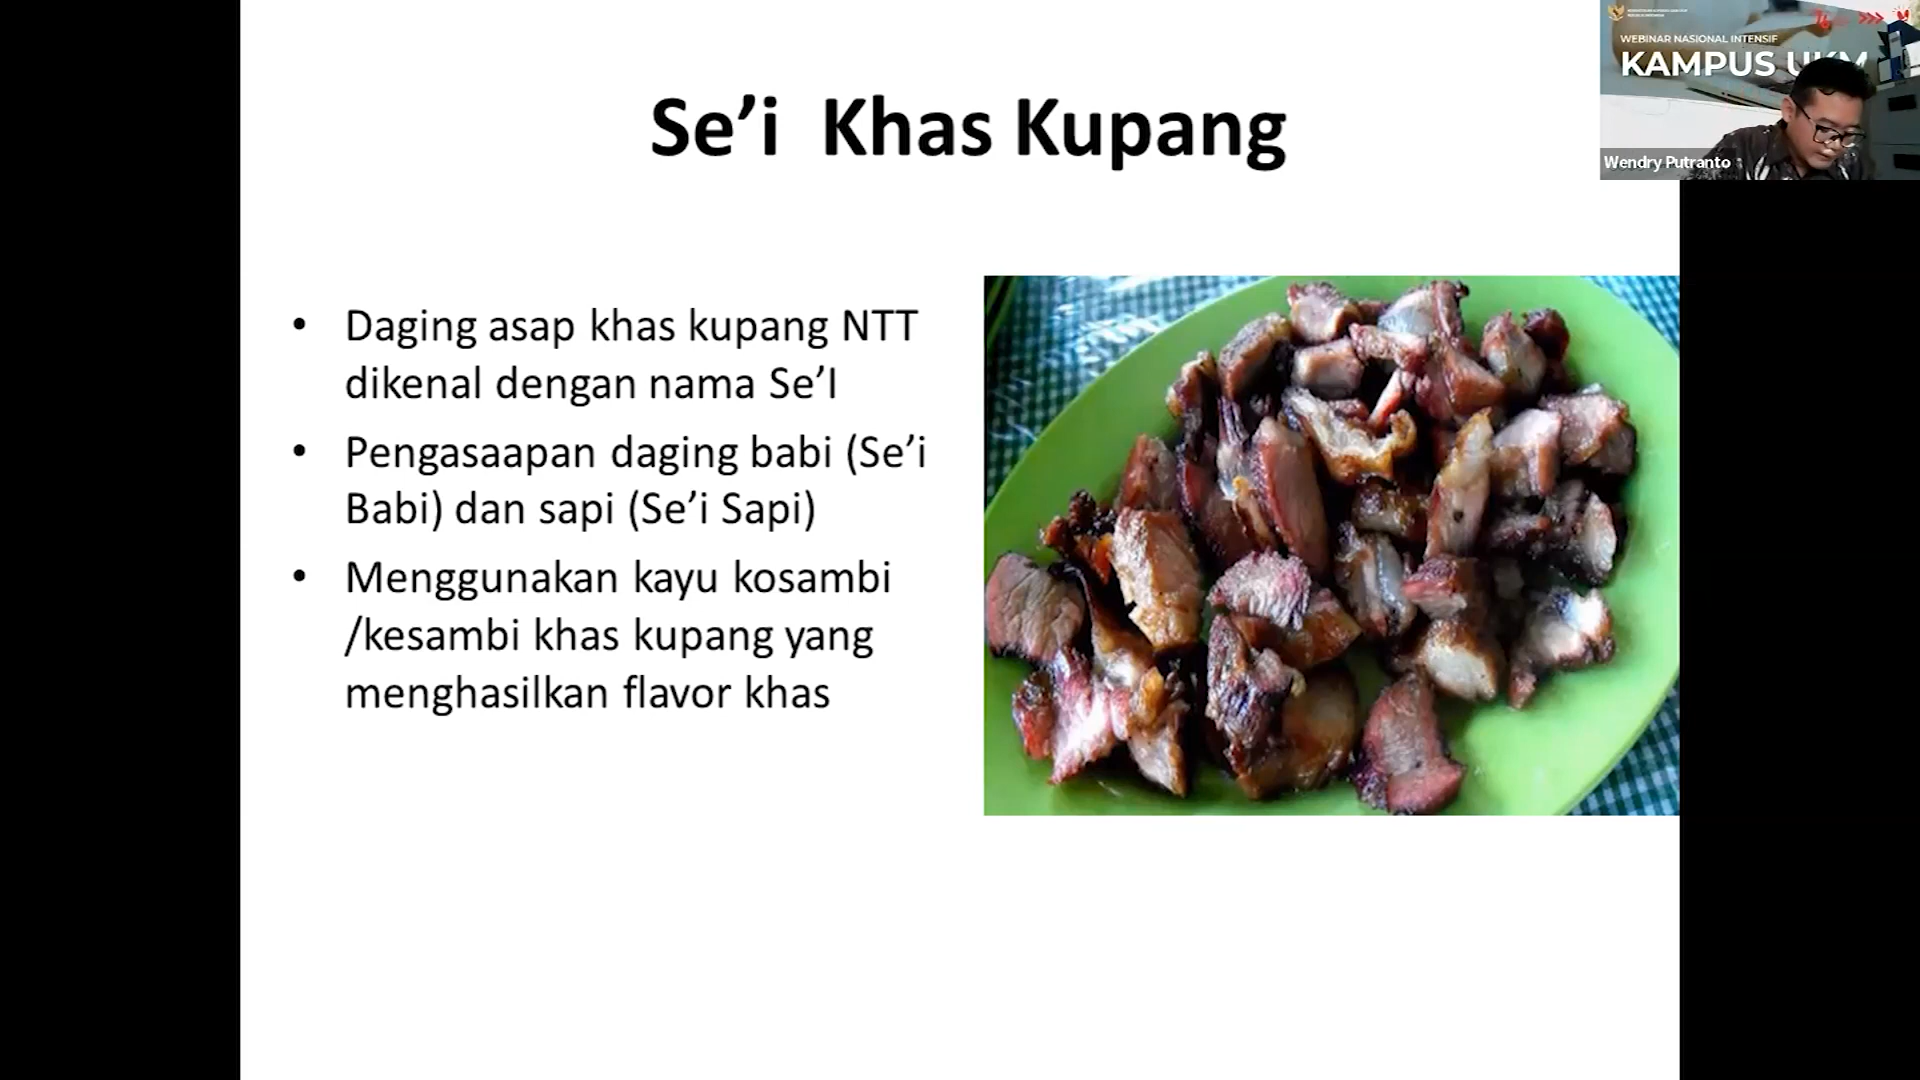 Se’i  Khas Kupang
• Daging asap khas kupang NTT
dikenal dengan nama Se’I
• Pengasaapan daging babi (Se’i
Babi) dan sapi (Se’i Sapi)
• Menggunakan kayu kosambi
/kesambi khas kupang yang
menghasilkan flavor khas
WEBINAR NASIONAL INTENSIF
KAMPUS UKM
Wendry Putranto